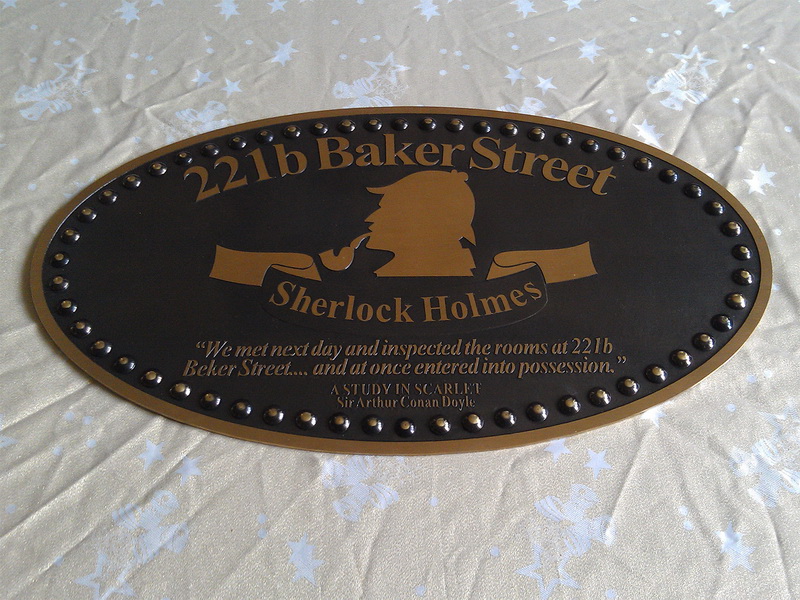 221b Baker Street
Sherlock Holmes
“We met next day and inspected the rooms at 221b
Beker Street.... and at once entered into possession.”
A STUDY IN SCARLET
Sir Arthur Conan Doyle